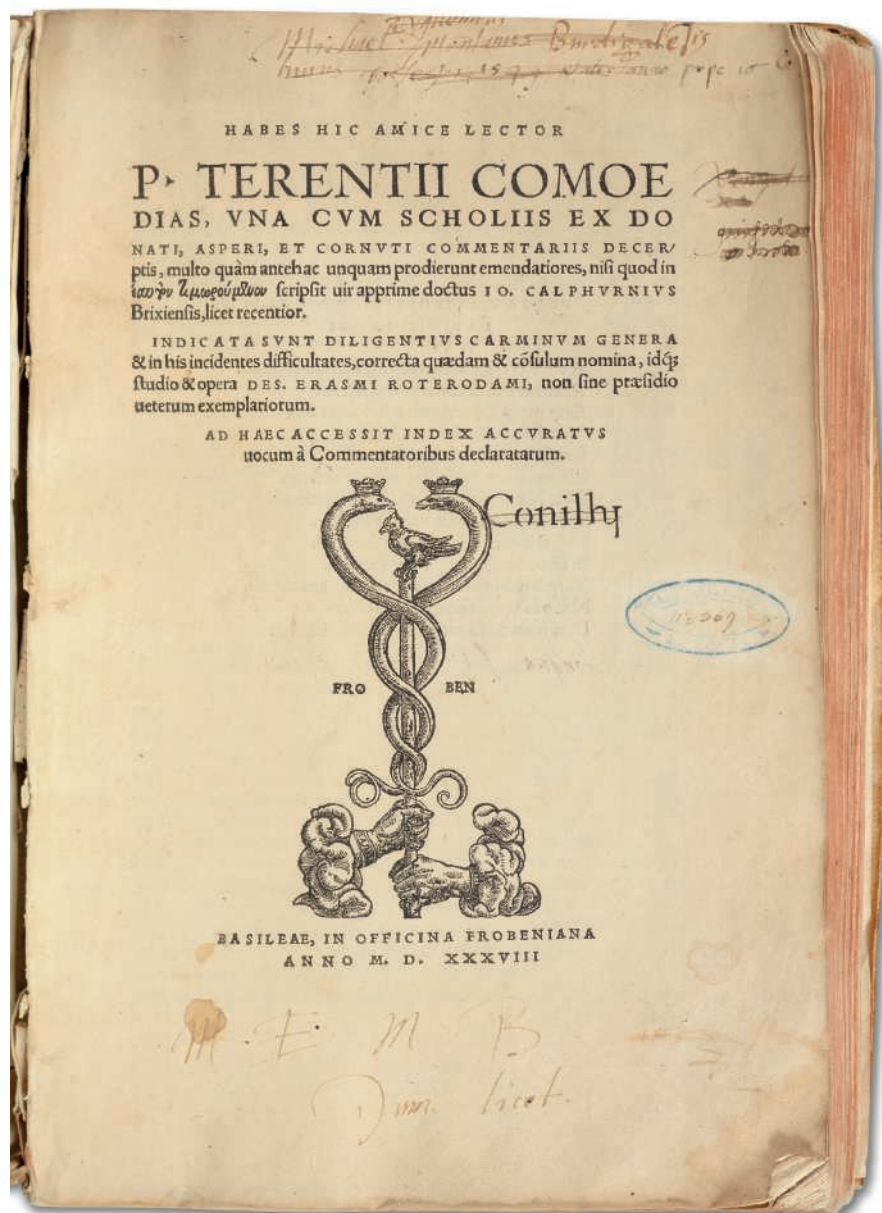 HABES HIC AMICE LECTOR
P. TERENTII COMOE
DIAS, VNA CVM SCHOLIIS EX DO
NATI, ASPERI, ET CORNVTI COMMENTARIIS DECER/
ptis, multo quàm antehac unquam prodierunt emendatiores, nisi quod in
scripsit uir apprime doctus IO. CALPHVRNIVS
Brixiensis, licet recentior.
INDICATA SVNT DILIGENTIVS CARMINVM GENERA
& in his incidentes difficultates, correcta quædam & cōsulum nomina, idq́;
studio & opera DES. ERASMI ROTERODAMI, non sine præsidio
ueterum exemplariorum.
AD HAEC ACCESSIT INDEX ACCVRATVS
uocum à Commentatoribus declaratarum.
FRO BEN
BASILEAE, IN OFFICINA FROBENIANA
ANNO M. D. XXXVIII
M E M B
licet.